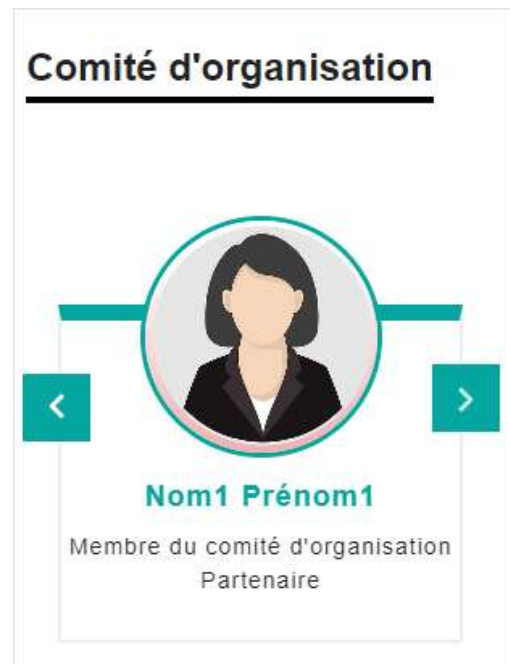 Comité d'organisation
Nom1 Prénom1
Membre du comité d'organisation
Partenaire